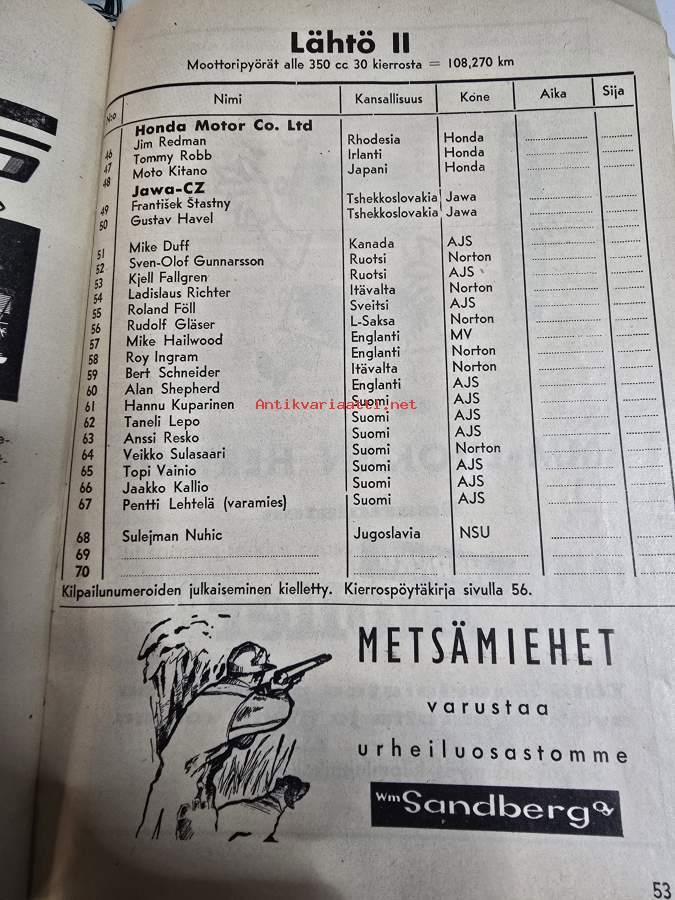 Lähtö II
Moottoripyörät alle 350 cc 30 kierrosta = 108,270 km
N:o Nimi Kansallisuus Kone Aika Sija
Honda Motor Co. Ltd
46 Jim Redman Rhodesia Honda
47 Tommy Robb Irlanti Honda
48 Moto Kitano Japani Honda
Jawa-CZ
49 František Štastny Tshekkoslovakia Jawa
50 Gustav Havel Tshekkoslovakia Jawa
51 Mike Duff Kanada AJS
52 Sven-Olof Gunnarsson Ruotsi Norton
53 Kjell Fallgren Ruotsi AJS
54 Ladislaus Richter Itävalta Norton
55 Roland Föll Sveitsi AJS
56 Rudolf Gläser L-Saksa Norton
57 Mike Hailwood Englanti MV
58 Roy Ingram Englanti Norton
59 Bert Schneider Itävalta Norton
60 Alan Shepherd Englanti AJS
61 Hannu Kuparinen Suomi AJS
Antikvariaatti.net
62 Taneli Lepo Suomi AJS
63 Anssi Resko Suomi AJS
64 Veikko Sulasaari Suomi Norton
65 Topi Vainio Suomi AJS
66 Jaakko Kallio Suomi AJS
67 Pentti Lehtelä (varamies) Suomi AJS
68 Sulejman Nuhic Jugoslavia NSU
69
70
Kilpailunumeroiden julkaiseminen kielletty. Kierrospöytäkirja sivulla 56.
METSÄMIEHET
varustaa
urheiluosastomme
Wm Sandberg Oy
53